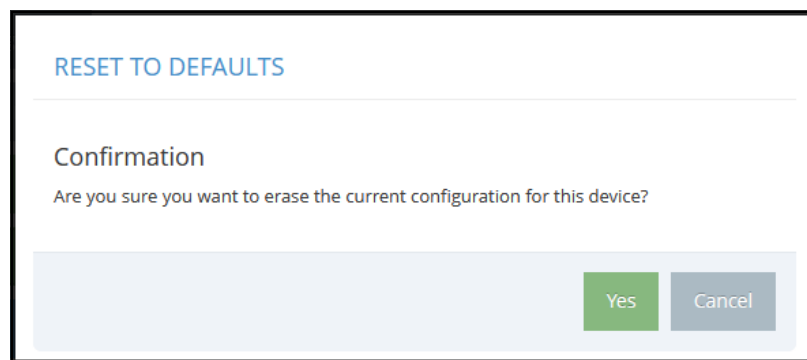 RESET TO DEFAULTS
Confirmation
Are you sure you want to erase the current configuration for this device?
Yes
Cancel